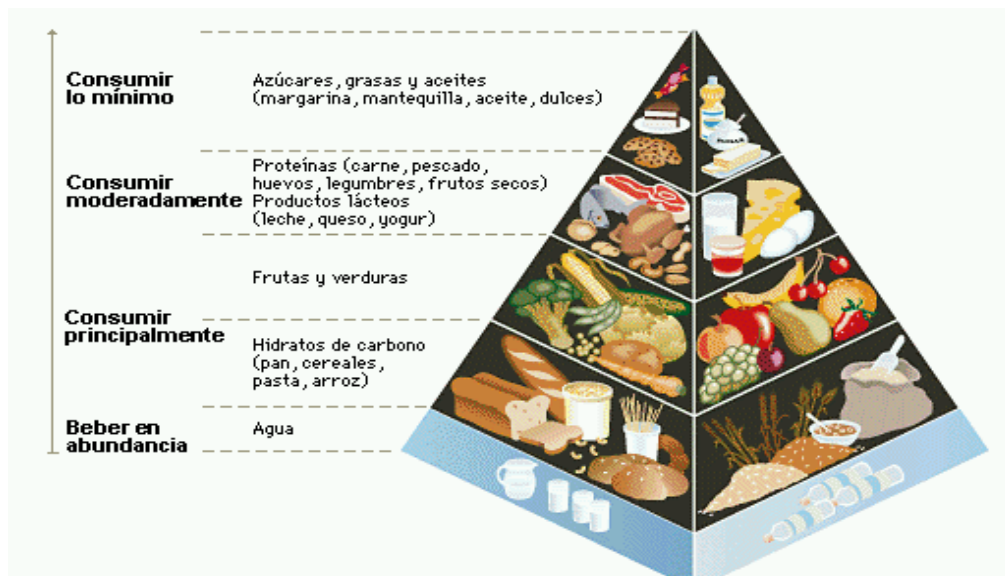 Consumir
lo mínimo
Azúcares, grasas y aceites
(margarina, mantequilla, aceite, dulces)
Consumir
moderadamente
Proteínas (carne, pescado,
huevos, legumbres, frutos secos)
Productos lácteos
(leche, queso, yogur)
Consumir
principalmente
Frutas y verduras
Hidratos de carbono
(pan, cereales,
pasta, arroz)
Beber en
abundancia
Agua